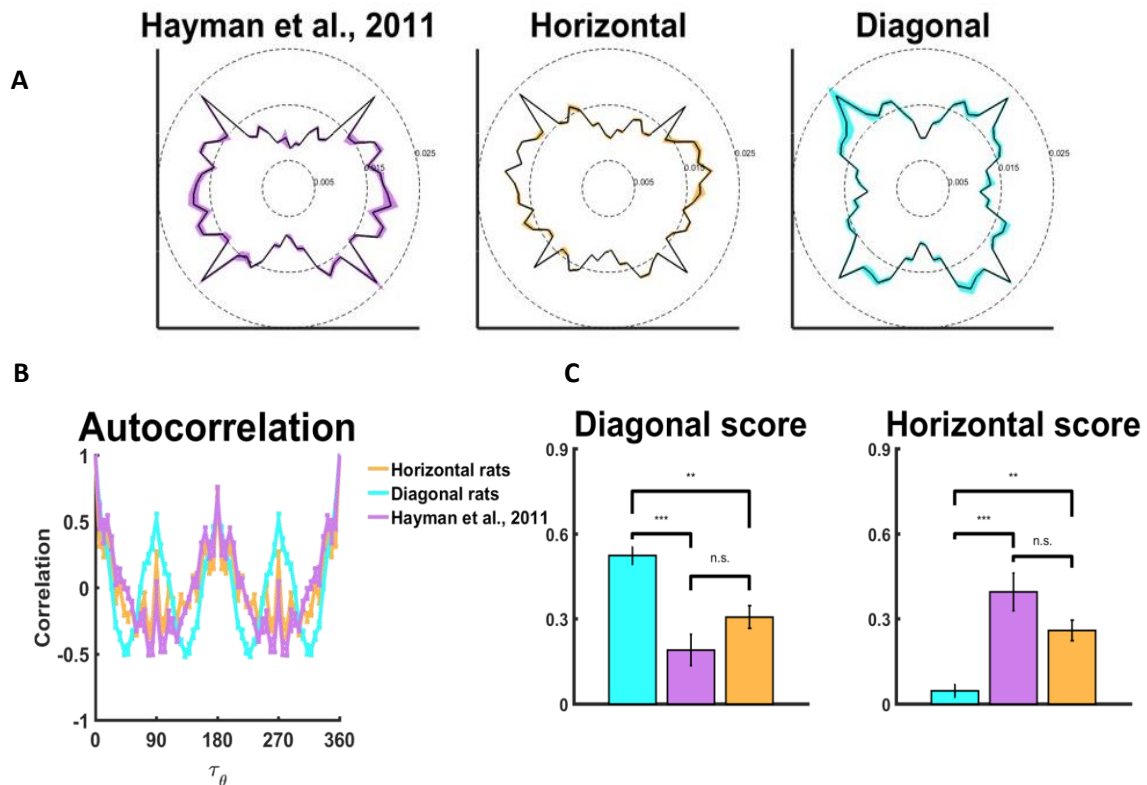 Hayman et al., 2011
Horizontal
Diagonal
A
0.025
0.015
0.005
0.025
0.015
0.005
0.025
0.015
0.005
B
Autocorrelation
1
0.5
0
-0.5
-1
Correlation
0
90
180
270
360
τθ
Horizontal rats
Diagonal rats
Hayman et al., 2011
C
Diagonal score
0.9
0.6
0.3
0
**
***
n.s.
Horizontal score
0.9
0.6
0.3
0
**
***
n.s.